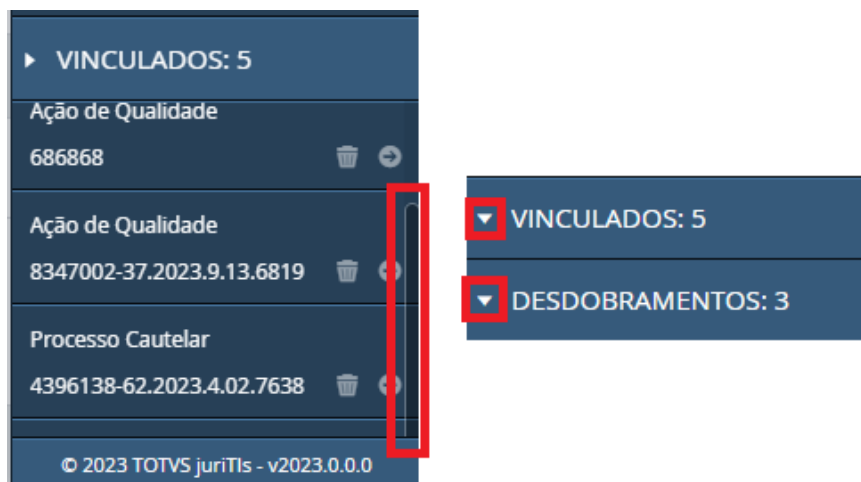 VINCULADOS: 5
Ação de Qualidade
686868
Ação de Qualidade
8347002-37.2023.9.13.6819
Processo Cautelar
4396138-62.2023.4.02.7638
© 2023 TOTVS juriTIs - v2023.0.0.0
VINCULADOS: 5
DESDOBRAMENTOS: 3